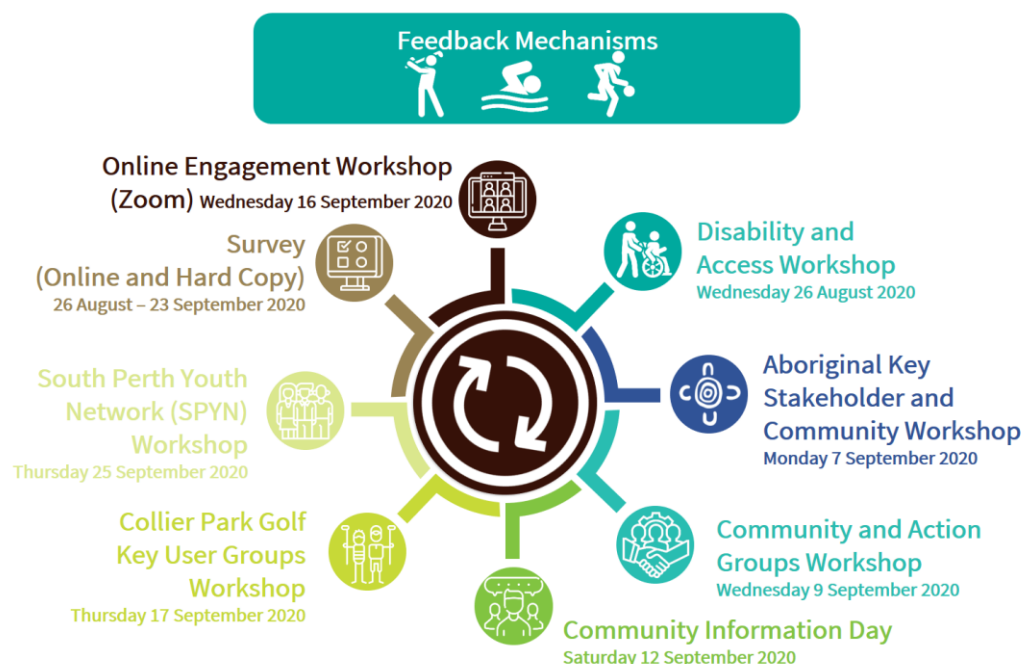 Feedback Mechanisms
Online Engagement Workshop
(Zoom) Wednesday 16 September 2020
Disability and
Access Workshop
Wednesday 26 August 2020
Survey
(Online and Hard Copy)
26 August – 23 September 2020
Aboriginal Key
Stakeholder and
Community Workshop
Monday 7 September 2020
South Perth Youth
Network (SPYN)
Workshop
Thursday 25 September 2020
Collier Park Golf
Key User Groups
Workshop
Thursday 17 September 2020
Community and Action
Groups Workshop
Wednesday 9 September 2020
Community Information Day
Saturday 12 September 2020